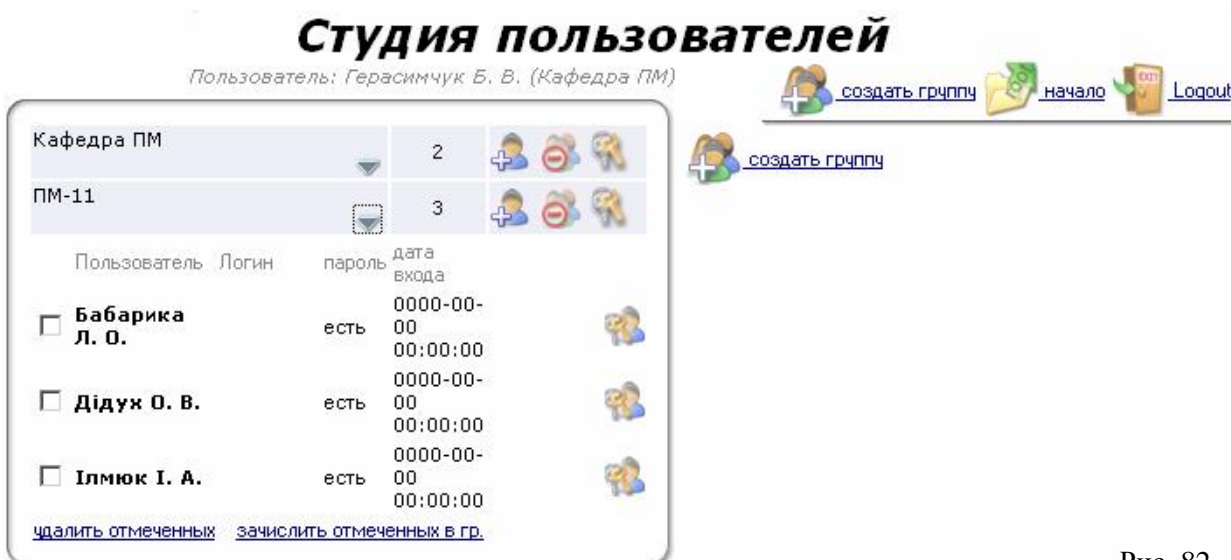 Студия пользователей
Пользователь: Герасимчук Б. В. (Кафедра ПМ)
создать группу начало Logout
Кафедра ПМ 2
создать группу
ПМ-11 3
Пользователь Логин пароль дата
входа
Бабарика
Л. О. есть 0000-00-
00
00:00:00
Дідух О. В. есть 0000-00-
00
00:00:00
Ілмюк І. А. есть 0000-00-
00
00:00:00
удалить отмеченных зачислить отмеченных в гр.
Рис. 82